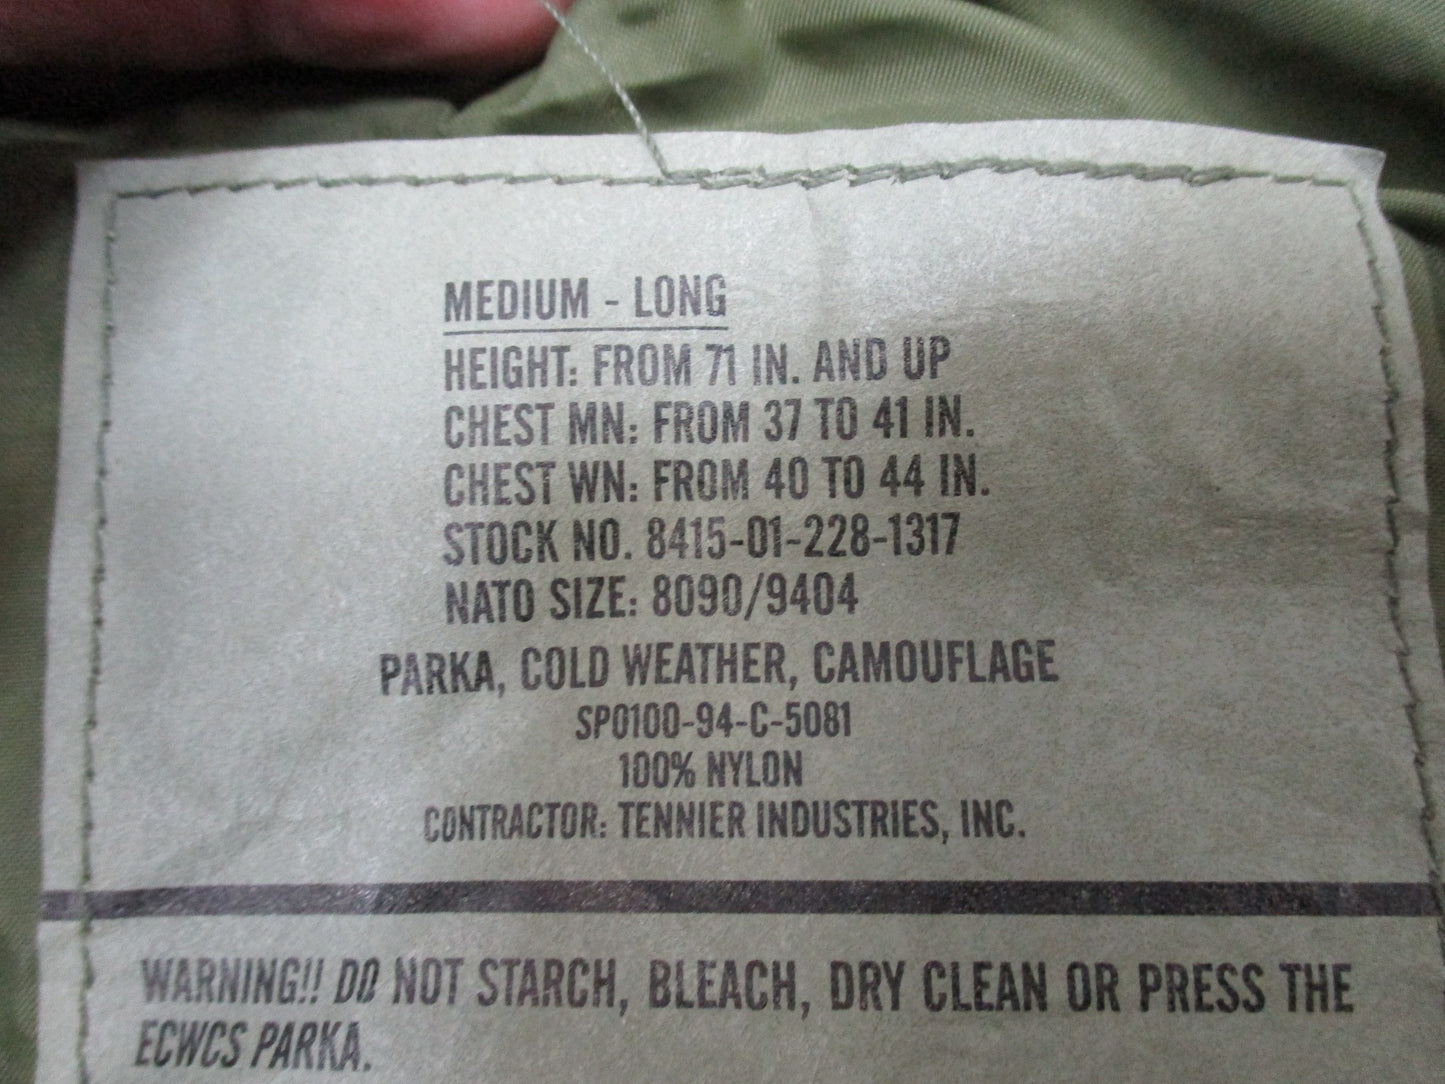 MEDIUM - LONG
HEIGHT: FROM 71 IN. AND UP
CHEST MN: FROM 37 TO 41 IN.
CHEST WN: FROM 40 TO 44 IN.
STOCK NO. 8415-01-228-1317
NATO SIZE: 8090/9404
PARKA, COLD WEATHER, CAMOUFLAGE
SP0100-94-C-5081
100% NYLON
CONTRACTOR: TENNIER INDUSTRIES, INC.
WARNING!! DO NOT STARCH, BLEACH, DRY CLEAN OR PRESS THE
ECWCS PARKA.